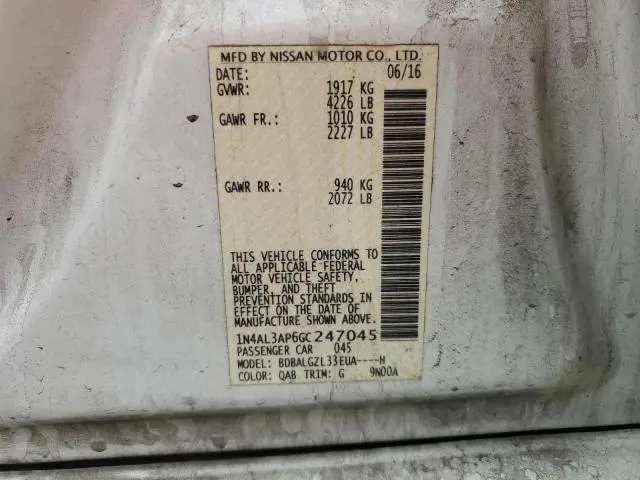 MFD BY NISSAN MOTOR CO., LTD.
DATE: 06/16
GVWR: 1917 KG
4226 LB
GAWR FR.: 1010 KG
2227 LB
GAWR RR.: 940 KG
2072 LB
THIS VEHICLE CONFORMS TO
ALL APPLICABLE FEDERAL
MOTOR VEHICLE SAFETY,
BUMPER, AND THEFT
PREVENTION STANDARDS IN
EFFECT ON THE DATE OF
MANUFACTURE SHOWN ABOVE.
1N4AL3AP6GC247045
PASSENGER CAR 045
MODEL: BDBALGZL33EUA----H
COLOR: QAB TRIM: G 9N00A